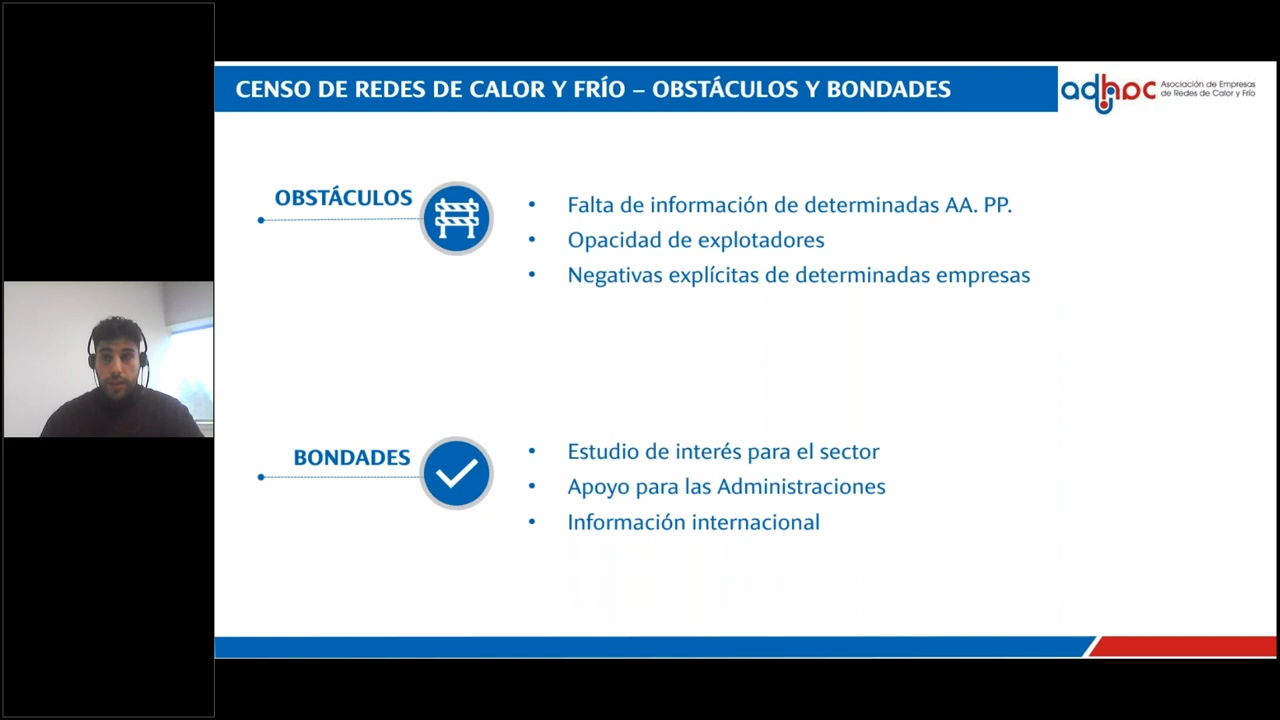 CENSO DE REDES DE CALOR Y FRÍO – OBSTÁCULOS Y BONDADES
adhac Asociación de Empresas
de Redes de Calor y Frío
OBSTÁCULOS
• Falta de información de determinadas AA. PP.
• Opacidad de explotadores
• Negativas explícitas de determinadas empresas
BONDADES
• Estudio de interés para el sector
• Apoyo para las Administraciones
• Información internacional